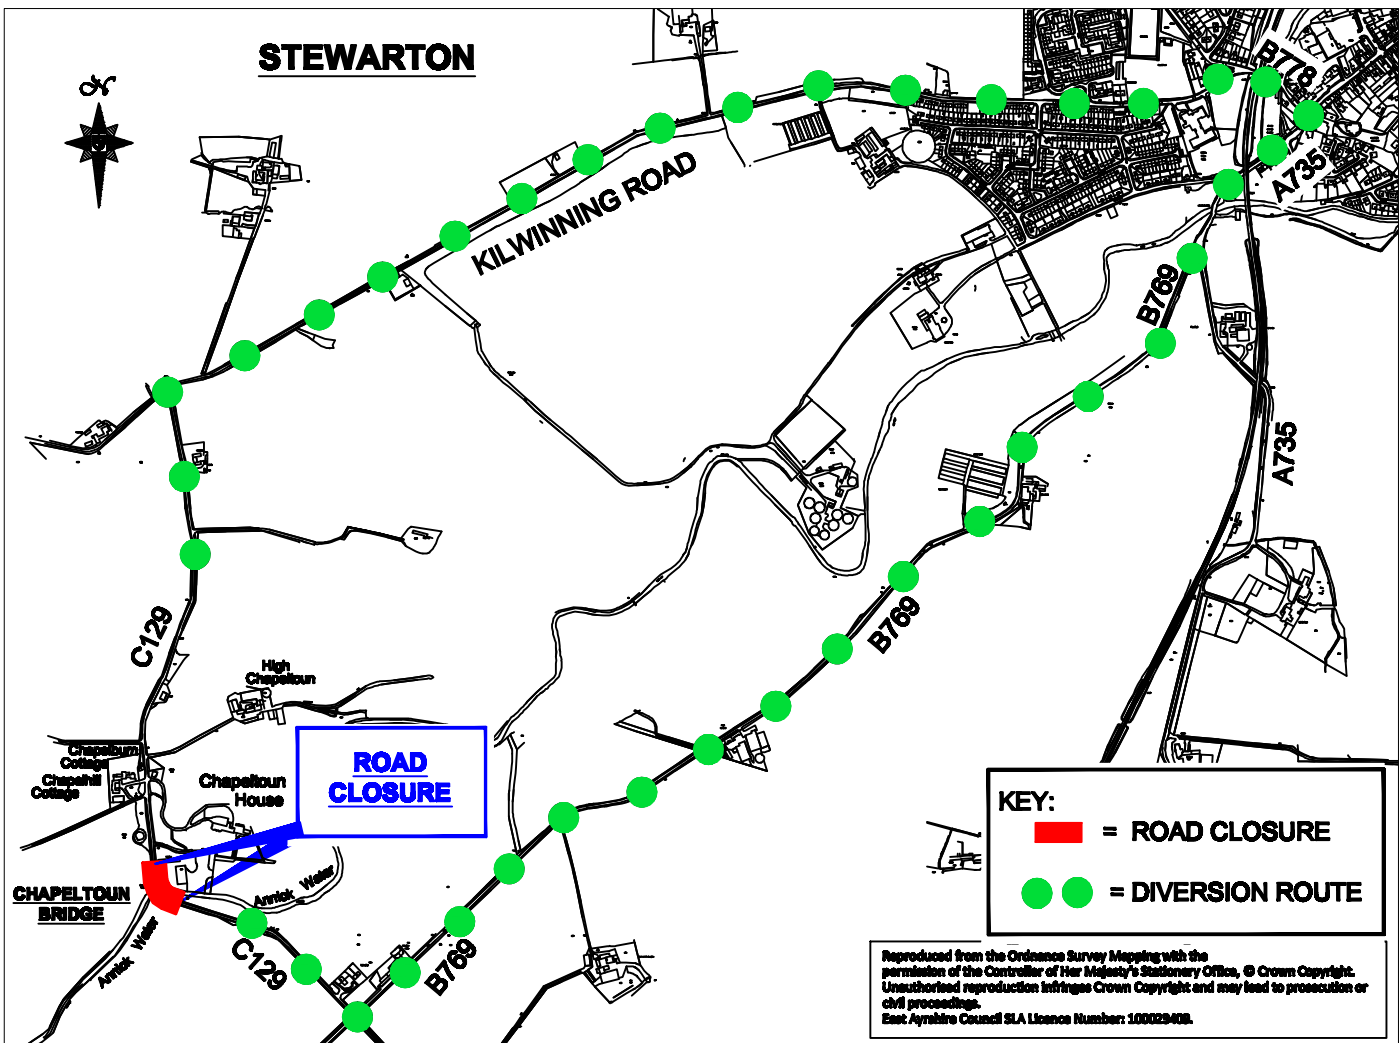 STEWARTON
N
B778
A735
KILWINNING ROAD
B769
A735
C129
B769
High
Chapeltoun
Chapelburn
Cottage
Chapelhill
Cottage
Chapeltoun
House
ROAD
CLOSURE
CHAPELTOUN
BRIDGE
Annick Water
Annick Water
C129
B769
KEY:
= ROAD CLOSURE
= DIVERSION ROUTE
Reproduced from the Ordnance Survey Mapping with the
permission of the Controller of Her Majesty's Stationery Office, © Crown Copyright.
Unauthorised reproduction infringes Crown Copyright and may lead to prosecution or
civil proceedings.
East Ayrshire Council SLA Licence Number: 100029409.